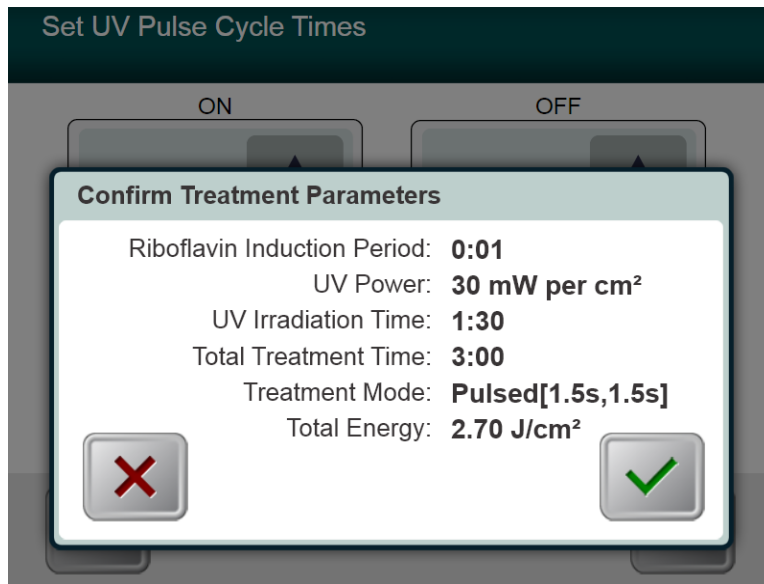 Set UV Pulse Cycle Times
ON OFF
Confirm Treatment Parameters
Riboflavin Induction Period: 0:01
UV Power: 30 mW per cm²
UV Irradiation Time: 1:30
Total Treatment Time: 3:00
Treatment Mode: Pulsed[1.5s,1.5s]
Total Energy: 2.70 J/cm²